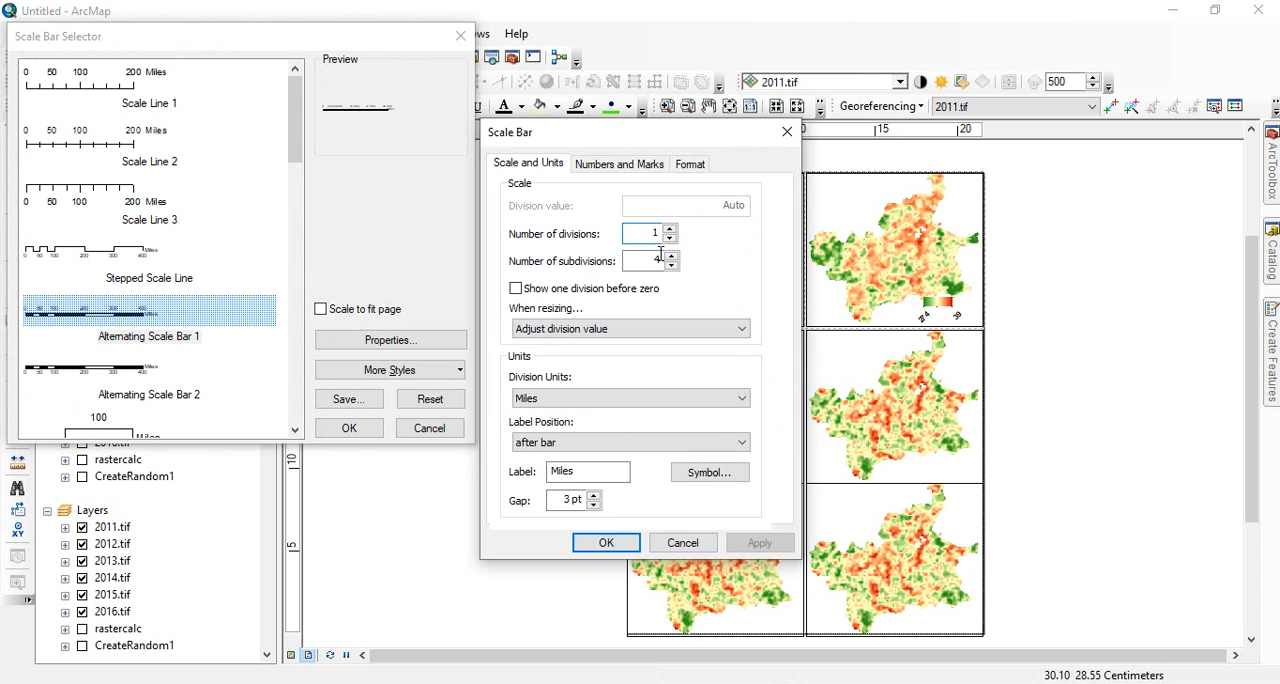 Untitled - ArcMap
Scale Bar Selector
ws Help
Preview
0 50 100 200 Miles
Scale Line 1
0 50 100 200 Miles
Scale Line 2
0 50 100 200 Miles
Scale Line 3
Stepped Scale Line
Alternating Scale Bar 1
Alternating Scale Bar 2
100
Scale to fit page
Properties...
More Styles
Save...
Reset
OK
Cancel
2011.tif
500
A
Georeferencing
2011.tif
15
20
Scale Bar
Scale and Units
Numbers and Marks
Format
Scale
Division value:
Auto
Number of divisions:
1
Number of subdivisions:
4
Show one division before zero
When resizing...
Adjust division value
Units
Division Units:
Miles
Label Position:
after bar
Label:
Miles
Symbol...
Gap:
3 pt
OK
Cancel
Apply
ArcToolbox
Catalog
Create Features
rastercalc
CreateRandom1
Layers
2011.tif
2012.tif
2013.tif
2014.tif
2015.tif
2016.tif
rastercalc
CreateRandom1
10
5
XY
30.10 28.55 Centimeters